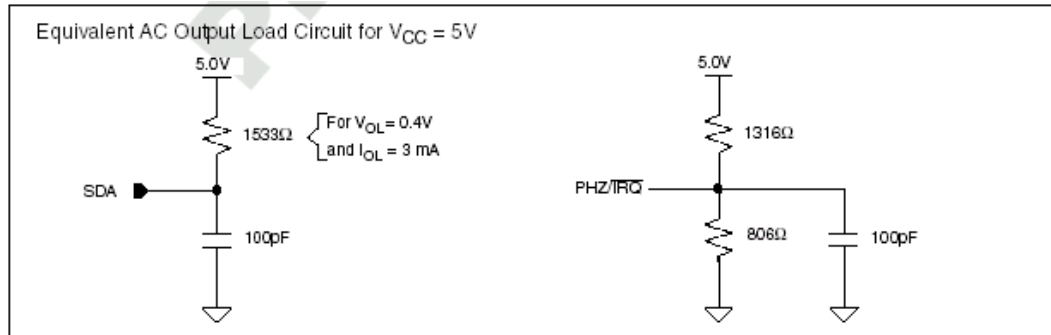 Equivalent AC Output Load Circuit for VCC = 5V
5.0V
1533Ω
For VOL = 0.4V
and IOL = 3 mA
SDA
100pF
5.0V
1316Ω
PHZ/IRQ
806Ω
100pF